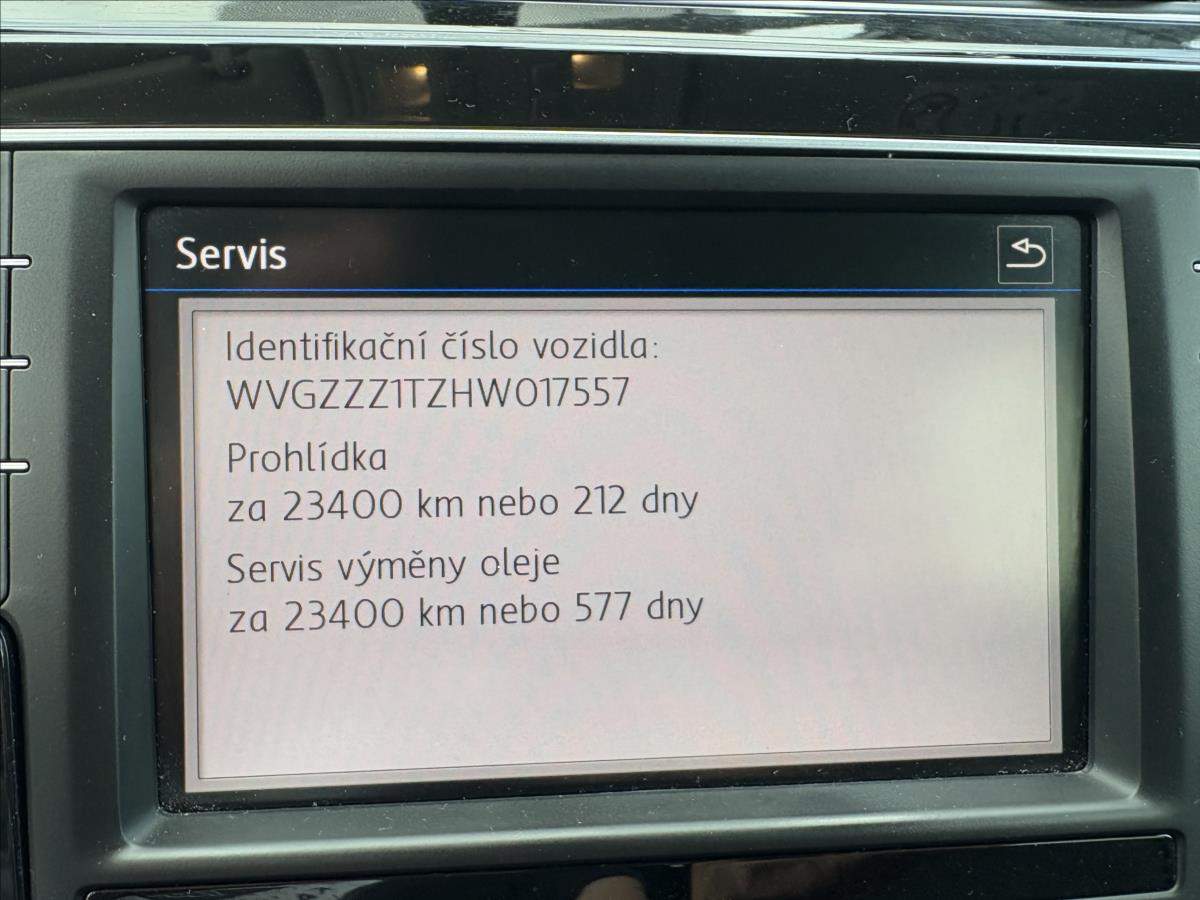 Servis
Identifikační číslo vozidla:
WVGZZZ1TZHW017557
Prohlídka
za 23400 km nebo 212 dny
Servis výměny oleje
za 23400 km nebo 577 dny